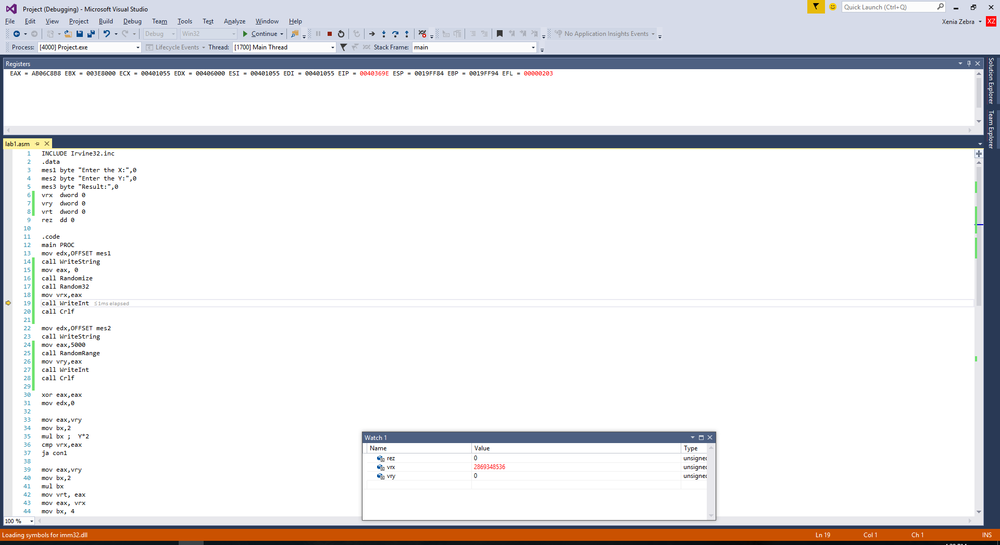 Project (Debugging) - Microsoft Visual Studio
Quick Launch (Ctrl+Q)
File Edit View Project Build Debug Team Tools Test Analyze Window Help
Xenia Zebra XZ
Debug Win32 Continue No Application Insights Events
Process: [4000] Project.exe Lifecycle Events Thread: [1700] Main Thread Stack Frame: main
Registers
EAX = AB06C8B8 EBX = 003E8000 ECX = 00401055 EDX = 00406000 ESI = 00401055 EDI = 00401055 EIP = 0040369E ESP = 0019FF84 EBP = 0019FF94 EFL = 00000203
Solution Explorer
Team Explorer
lab1.asm
1 INCLUDE Irvine32.inc
2 .data
3 mes1 byte "Enter the X:",0
4 mes2 byte "Enter the Y:",0
5 mes3 byte "Result:",0
6 vrx dword 0
7 vry dword 0
8 vrt dword 0
9 rez dd 0
10
11 .code
12 main PROC
13 mov edx,OFFSET mes1
14 call WriteString
15 mov eax, 0
16 call Randomize
17 call Random32
18 mov vrx,eax
19 call WriteInt ≤1ms elapsed
20 call Crlf
21
22 mov edx,OFFSET mes2
23 call WriteString
24 mov eax,5000
25 call RandomRange
26 mov vry,eax
27 call WriteInt
28 call Crlf
29
30 xor eax,eax
31 mov edx,0
32
33 mov eax,vry
34 mov bx,2
35 mul bx ; Y*2
36 cmp vrx,eax
37 ja con1
38
39 mov eax,vry
40 mov bx,2
41 mul bx
42 mov vrt, eax
43 mov eax, vrx
44 mov bx, 4
Watch 1
Name Value Type
rez 0 unsigned
vrx 2869348536 unsigned
vry 0 unsigned
100 %
Loading symbols for imm32.dll
Ln 19 Col 1 Ch 1 INS